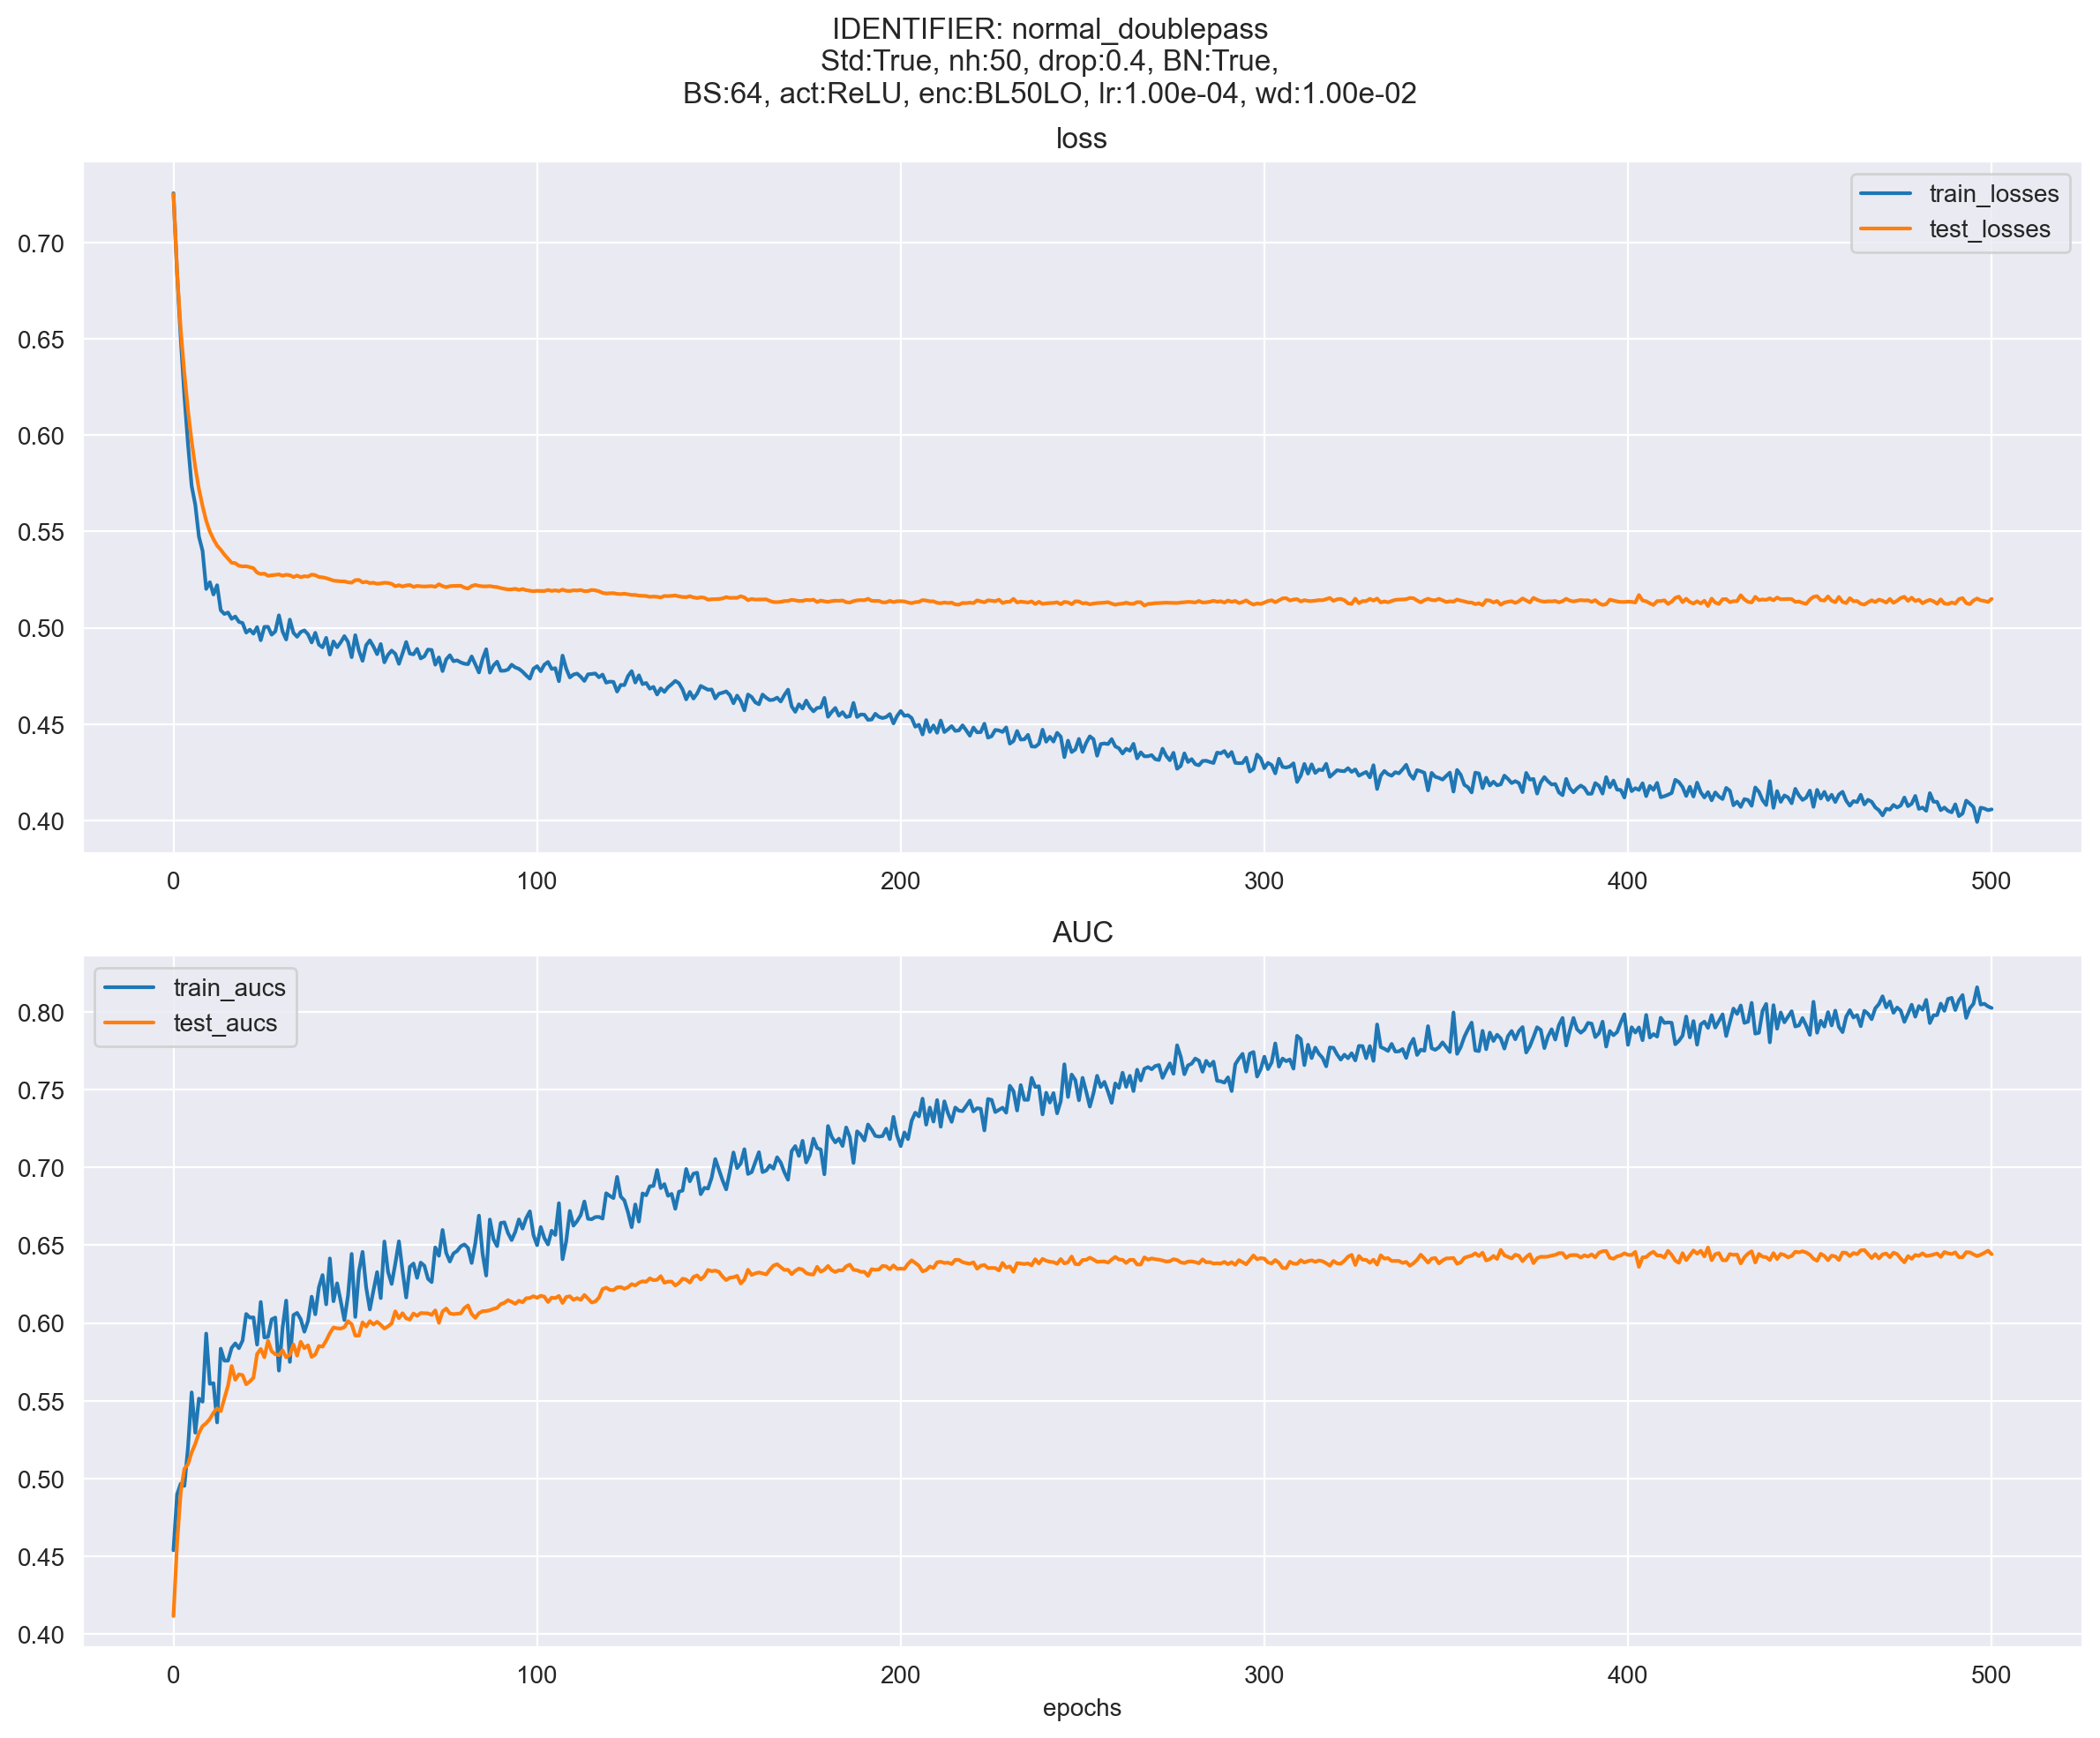 IDENTIFIER: normal_doublepass
Std:True, nh:50, drop:0.4, BN:True,
BS:64, act:ReLU, enc:BL50LO, lr:1.00e-04, wd:1.00e-02
loss
train_losses
test_losses
0.70
0.65
0.60
0.55
0.50
0.45
0.40
0 100 200 300 400 500
AUC
train_aucs
test_aucs
0.80
0.75
0.70
0.65
0.60
0.55
0.50
0.45
0.40
0 100 200 300 400 500
epochs